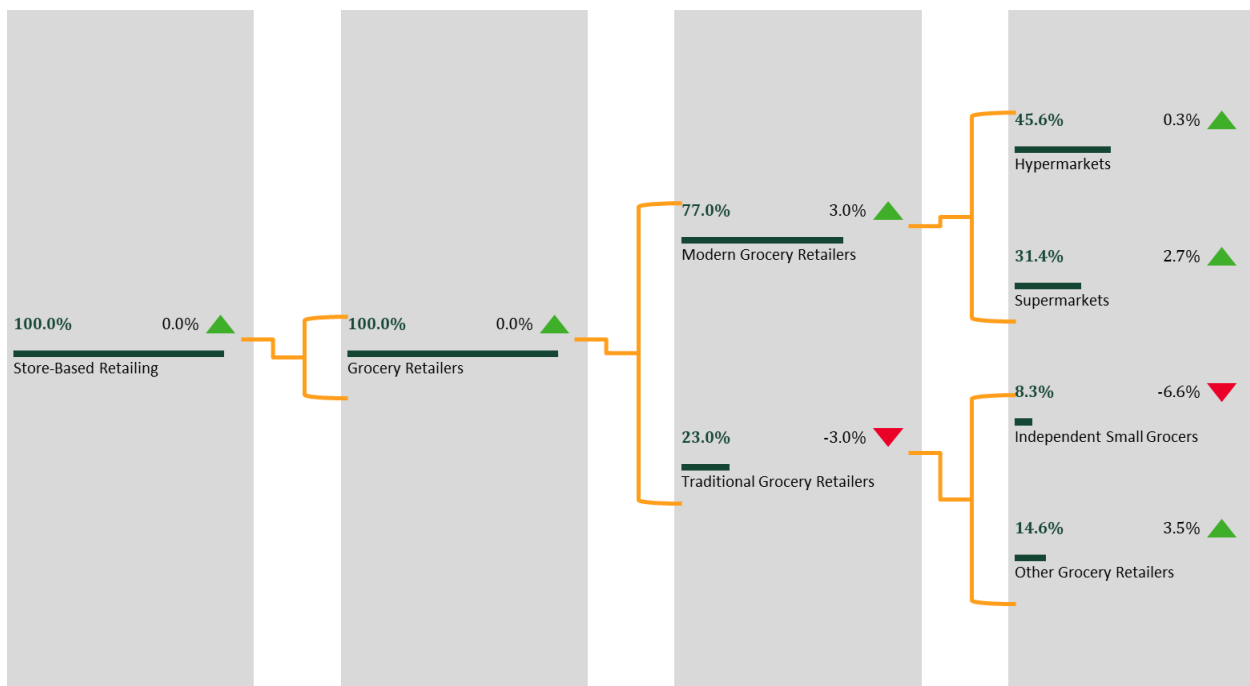 100.0% 0.0%
Store-Based Retailing
100.0% 0.0%
Grocery Retailers
77.0% 3.0%
Modern Grocery Retailers
23.0% -3.0%
Traditional Grocery Retailers
45.6% 0.3%
Hypermarkets
31.4% 2.7%
Supermarkets
8.3% -6.6%
Independent Small Grocers
14.6% 3.5%
Other Grocery Retailers